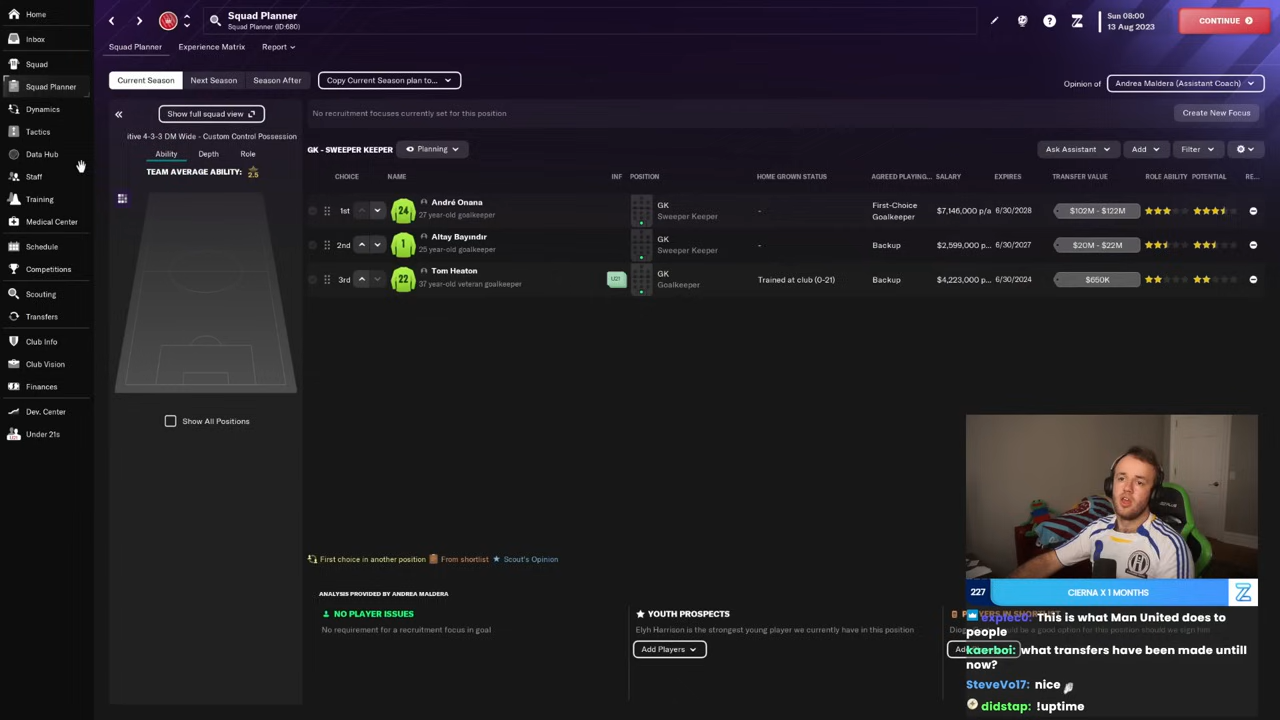 Home
Inbox
Squad
Squad Planner
Dynamics
Tactics
Data Hub
Staff
Training
Medical Center
Schedule
Competitions
Scouting
Transfers
Club Info
Club Vision
Finances
Dev. Center
Under 21s
Squad Planner
Squad Planner (ID:680)
Sun 08:00
13 Aug 2023
CONTINUE
Squad Planner
Experience Matrix
Report
Current Season
Next Season
Season After
Copy Current Season plan to...
Opinion of
Andrea Maldera (Assistant Coach)
Show full squad view
itive 4-3-3 DM Wide - Custom Control Possession
Ability
Depth
Role
TEAM AVERAGE ABILITY:
2.5
Show All Positions
No recruitment focuses currently set for this position
Create New Focus
GK - SWEEPER KEEPER
Planning
Ask Assistant
Add
Filter
CHOICE NAME INF POSITION HOME GROWN STATUS AGREED PLAYING... SALARY EXPIRES TRANSFER VALUE ROLE ABILITY POTENTIAL RE...
1st 24 André Onana
27 year-old goalkeeper
GK
Sweeper Keeper
-
First-Choice
Goalkeeper
$7,146,000 p/a 6/30/2028 $102M - $122M
2nd 1 Altay Bayındır
25 year-old goalkeeper
GK
Sweeper Keeper
-
Backup $2,599,000 p... 6/30/2027 $20M - $22M
3rd 22 Tom Heaton
37 year-old veteran goalkeeper
U21
GK
Goalkeeper
Trained at club (0-21) Backup $4,223,000 p... 6/30/2024 $650K
First choice in another position From shortlist Scout's Opinion
ANALYSIS PROVIDED BY ANDREA MALDERA
NO PLAYER ISSUES
No requirement for a recruitment focus in goal
YOUTH PROSPECTS
Elyh Harrison is the strongest young player we currently have in this position
Add Players
227 CIERNA X 1 MONTHS
This is what Man United does to
people
kaerboi: what transfers have been made untill
now?
SteveVo17: nice
didstap: !uptime